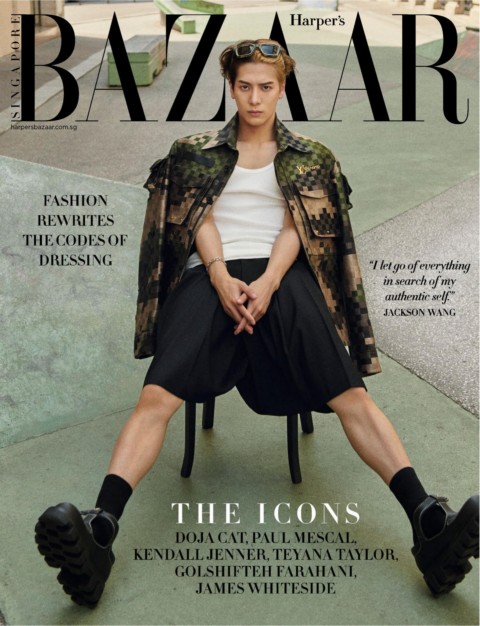 Harper's
BAZAAR
SINGAPORE
harpersbazaar.com.sg
FASHION
REWRITES
THE CODES OF
DRESSING
"I let go of everything
in search of my
authentic self."
JACKSON WANG
THE ICONS
DOJA CAT, PAUL MESCAL,
KENDALL JENNER, TEYANA TAYLOR,
GOLSHIFTEH FARAHANI,
JAMES WHITESIDE